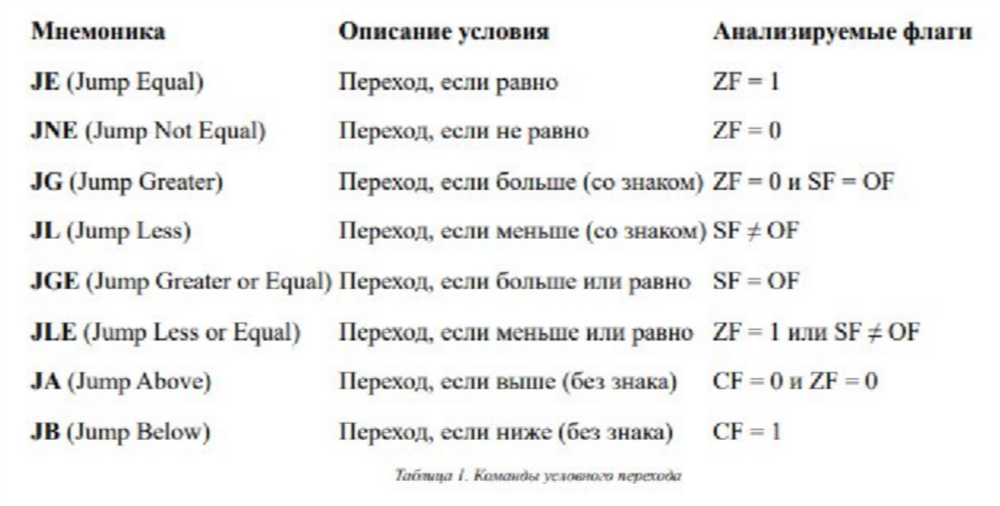 Мнемоника Описание условия Анализируемые флаги
JE (Jump Equal) Переход, если равно ZF = 1
JNE (Jump Not Equal) Переход, если не равно ZF = 0
JG (Jump Greater) Переход, если больше (со знаком) ZF = 0 и SF = OF
JL (Jump Less) Переход, если меньше (со знаком) SF ≠ OF
JGE (Jump Greater or Equal) Переход, если больше или равно SF = OF
JLE (Jump Less or Equal) Переход, если меньше или равно ZF = 1 или SF ≠ OF
JA (Jump Above) Переход, если выше (без знака) CF = 0 и ZF = 0
JB (Jump Below) Переход, если ниже (без знака) CF = 1
Таблица 1. Команды условного перехода